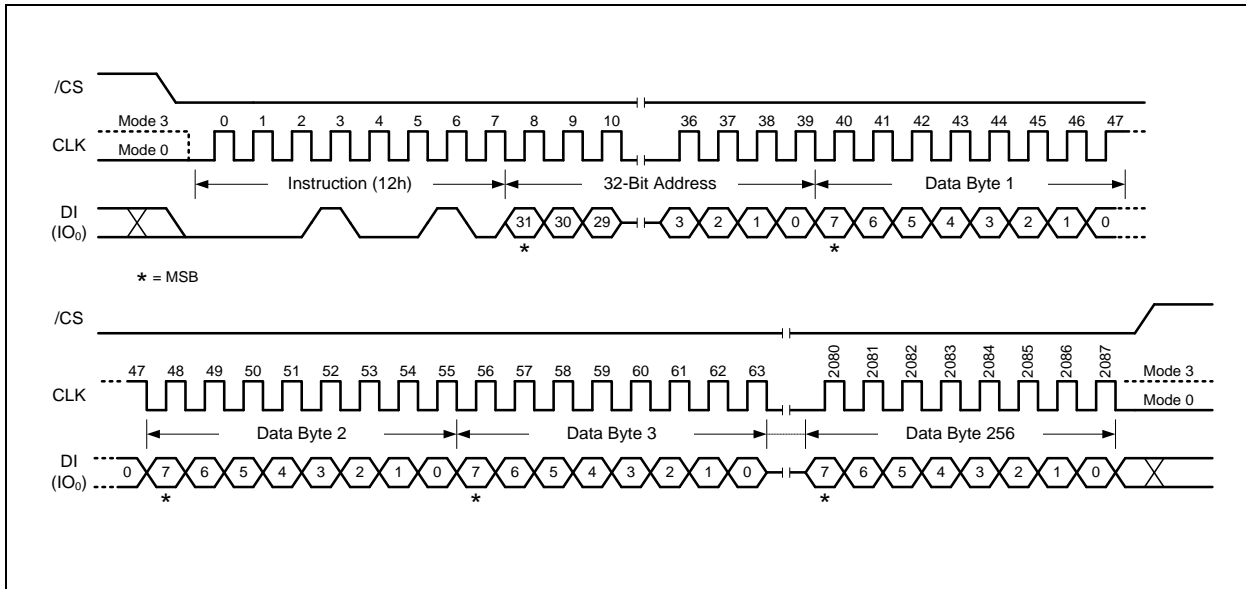 /CS
Mode 3 0 1 2 3 4 5 6 7 8 9 10 36 37 38 39 40 41 42 43 44 45 46 47
CLK Mode 0
Instruction (12h) 32-Bit Address Data Byte 1
DI
(IO₀) 31 30 29 3 2 1 0 7 6 5 4 3 2 1 0
* *
* = MSB
/CS
47 48 49 50 51 52 53 54 55 56 57 58 59 60 61 62 63 2080 2081 2082 2083 2084 2085 2086 2087 Mode 3
CLK Mode 0
Data Byte 2 Data Byte 3 Data Byte 256
DI
(IO₀) 0 7 6 5 4 3 2 1 0 7 6 5 4 3 2 1 0 7 6 5 4 3 2 1 0
* * *